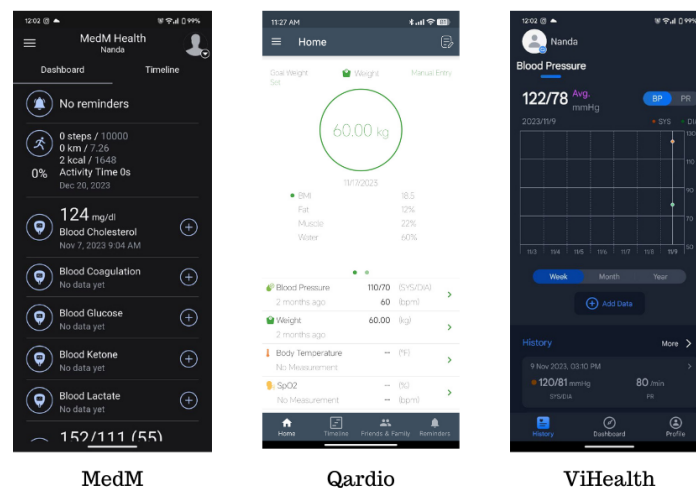 12:02
99%
MedM Health
Nanda
Dashboard
Timeline
No reminders
0 steps / 10000
0 km / 7.26
2 kcal / 1648
0%
Activity Time 0s
Dec 20, 2023
124 mg/dl
Blood Cholesterol
Nov 7, 2023 9:04 AM
Blood Coagulation
No data yet
Blood Glucose
No data yet
Blood Ketone
No data yet
Blood Lactate
No data yet
152/111 (55)
MedM
11:27 AM
Home
Goal Weight
Set
Weight
Manual Entry
60.00 kg
11/17/2023
BMI 18.5
Fat 12%
Muscle 22%
Water 60%
Blood Pressure 110/70 (SYS/DIA)
2 months ago 60 (bpm)
Weight 60.00 (kg)
2 months ago
Body Temperature -- (°F)
No Measurement
SpO2 -- (%)
No Measurement -- (bpm)
Home Timeline Friends & Family Reminders
Qardio
12:02
99%
Nanda
Blood Pressure
122/78 Avg.
mmHg
BP PR
2023/11/9
SYS DIA
130
110
90
70
50
11/3 11/4 11/5 11/6 11/7 11/8 11/9
Week Month Year
Add Data
History More
9 Nov 2023, 03:10 PM
120/81 mmHg 80 /min
SYS/DIA PR
History Dashboard Profile
ViHealth